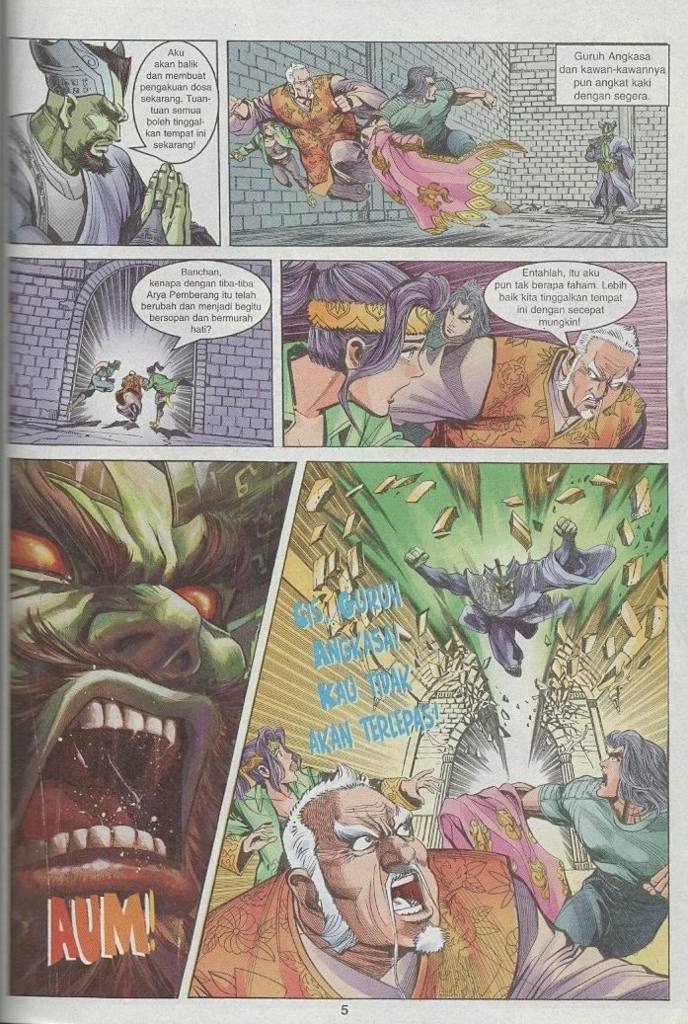 Aku
akan balik
dan membuat
pengakuan dosa
sekarang. Tuan-
tuan semua
boleh tinggal-
kan tempat ini
sekarang!
Guruh Angkasa
dan kawan-kawannya
pun angkat kaki
dengan segera.
Banchan,
kenapa dengan tiba-tiba
Arya Pemberang itu telah
berubah dan menjadi begitu
bersopan dan bermurah
hati?
Entahlah, itu aku
pun tak berapa faham. Lebih
baik kita tinggalkan tempat
ini dengan secepat
mungkin!
AUM!
GIS.. GURUH
ANGKASA!
KAU TIDAK
AKAN TERLEPAS!
5